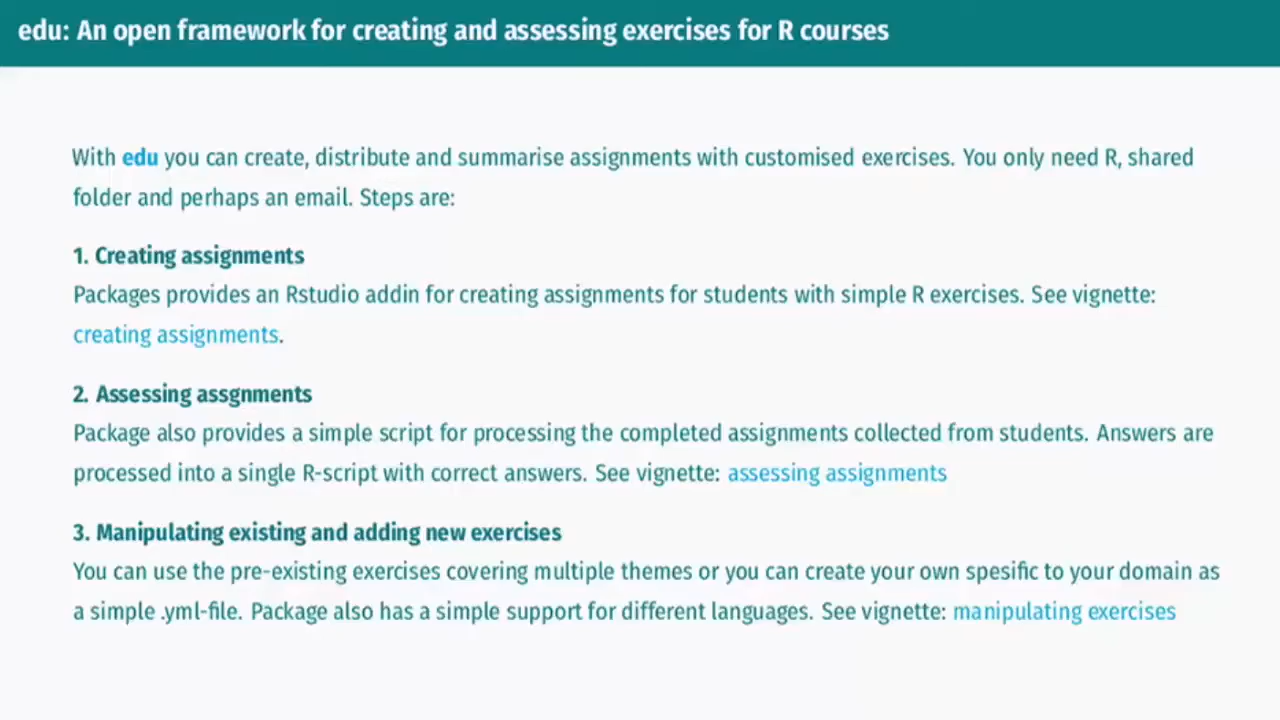 edu: An open framework for creating and assessing exercises for R courses
With edu you can create, distribute and summarise assignments with customised exercises. You only need R, shared
folder and perhaps an email. Steps are:
1. Creating assignments
Packages provides an Rstudio addin for creating assignments for students with simple R exercises. See vignette:
creating assignments.
2. Assessing assgnments
Package also provides a simple script for processing the completed assignments collected from students. Answers are
processed into a single R-script with correct answers. See vignette: assessing assignments
3. Manipulating existing and adding new exercises
You can use the pre-existing exercises covering multiple themes or you can create your own spesific to your domain as
a simple .yml-file. Package also has a simple support for different languages. See vignette: manipulating exercises